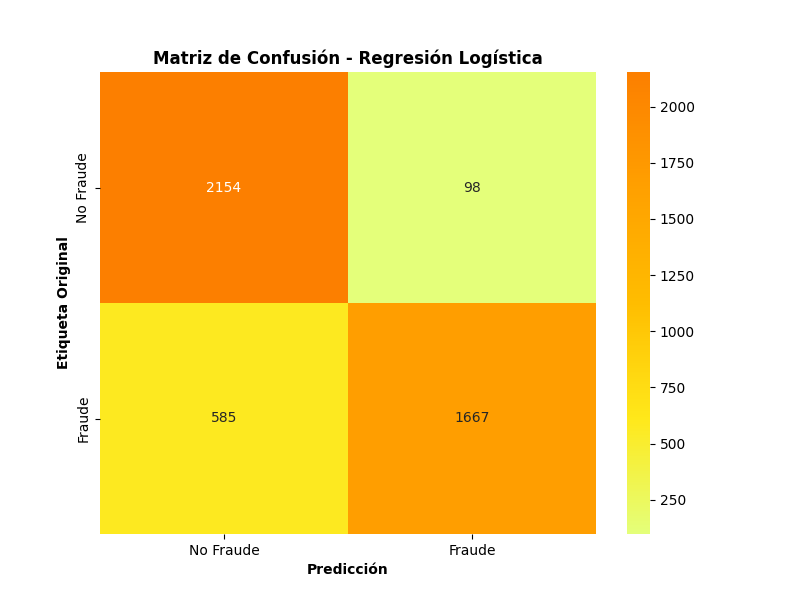 Matriz de Confusión - Regresión Logística
Etiqueta Original
No Fraude
2154
98
Fraude
585
1667
No Fraude
Fraude
Predicción
2000
1750
1500
1250
1000
750
500
250